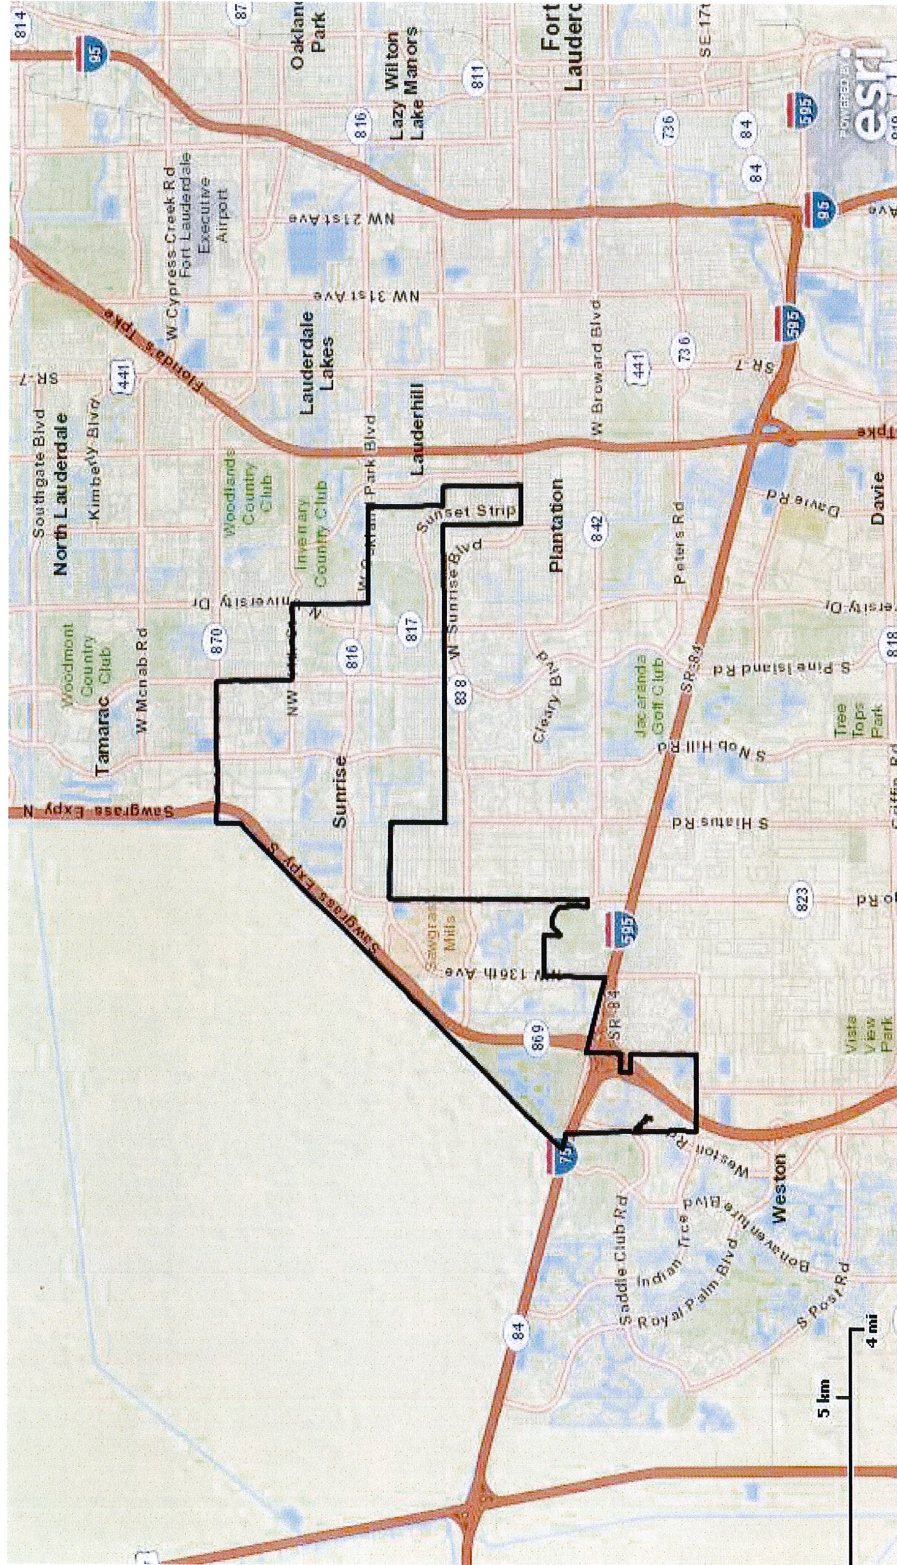 Sawgrass Expy N
Tamarac
Woodmont
Country
Club
W Mcnab Rd
North Lauderdale
Southgate Blvd
Kimberly Blvd
SR-7
441
Florida's Tpke
W Cypress Creek Rd
Fort Lauderdale
Executive
Airport
95
814
87
Oakland
Park
870
University Dr
Woodlands
Country
Club
Inverrary
Country Club
Lauderdale
Lakes
NW 31st Ave
NW 21st Ave
816
Lazy
Lake
Wilton
Manors
811
Sawgrass Expy S
Sawgrass
Sunrise
NW
N
816
817
Park Blvd
Lauderhill
Sunset Strip
W Sunrise Blvd
838
Sawgrass
Mills
NW 136th Ave
869
75
84
Cleary Blvd
Plantation
842
W Broward Blvd
441
736
736
Fort
SE 17t
84
84
595
95
Ave
595
SR-84
595
SR-84
Jacaranda
Golf Club
Peters Rd
S Nob Hill Rd
S Pine Island Rd
S Hiatus Rd
SR-7
Tpke
Davie Rd
Davie
818
Tree
Tops
Park
823
Vista
View
Park
Weston Rd
Weston
Saddle Club Rd
Indian Trce
Royal Palm Blvd
Bonaventure Blvd
S Post Rd
5 km
4 mi
POWERED BY
esri